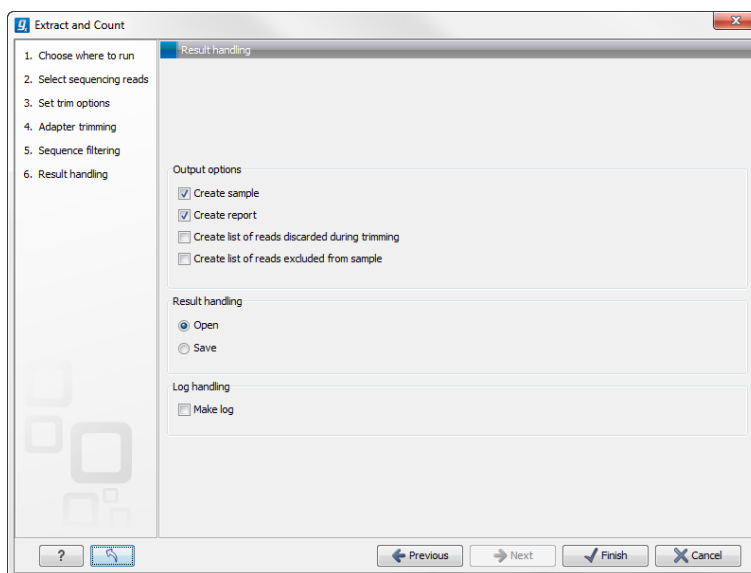 Extract and Count
1. Choose where to run
2. Select sequencing reads
3. Set trim options
4. Adapter trimming
5. Sequence filtering
6. Result handling
Result handling
Output options
Create sample
Create report
Create list of reads discarded during trimming
Create list of reads excluded from sample
Result handling
Open
Save
Log handling
Make log
?
Previous
Next
Finish
Cancel